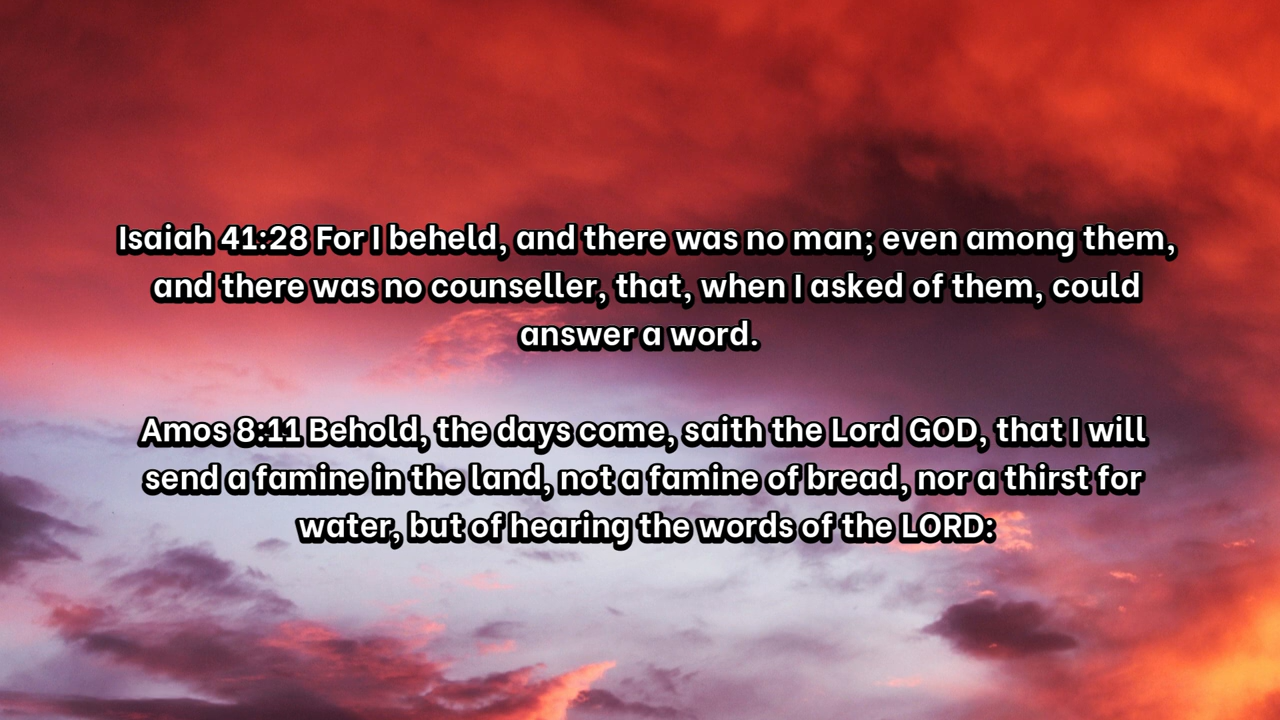 Isaiah 41:28 For I beheld, and there was no man; even among them,
and there was no counseller, that, when I asked of them, could
answer a word.
Amos 8:11 Behold, the days come, saith the Lord GOD, that I will
send a famine in the land, not a famine of bread, nor a thirst for
water, but of hearing the words of the LORD: